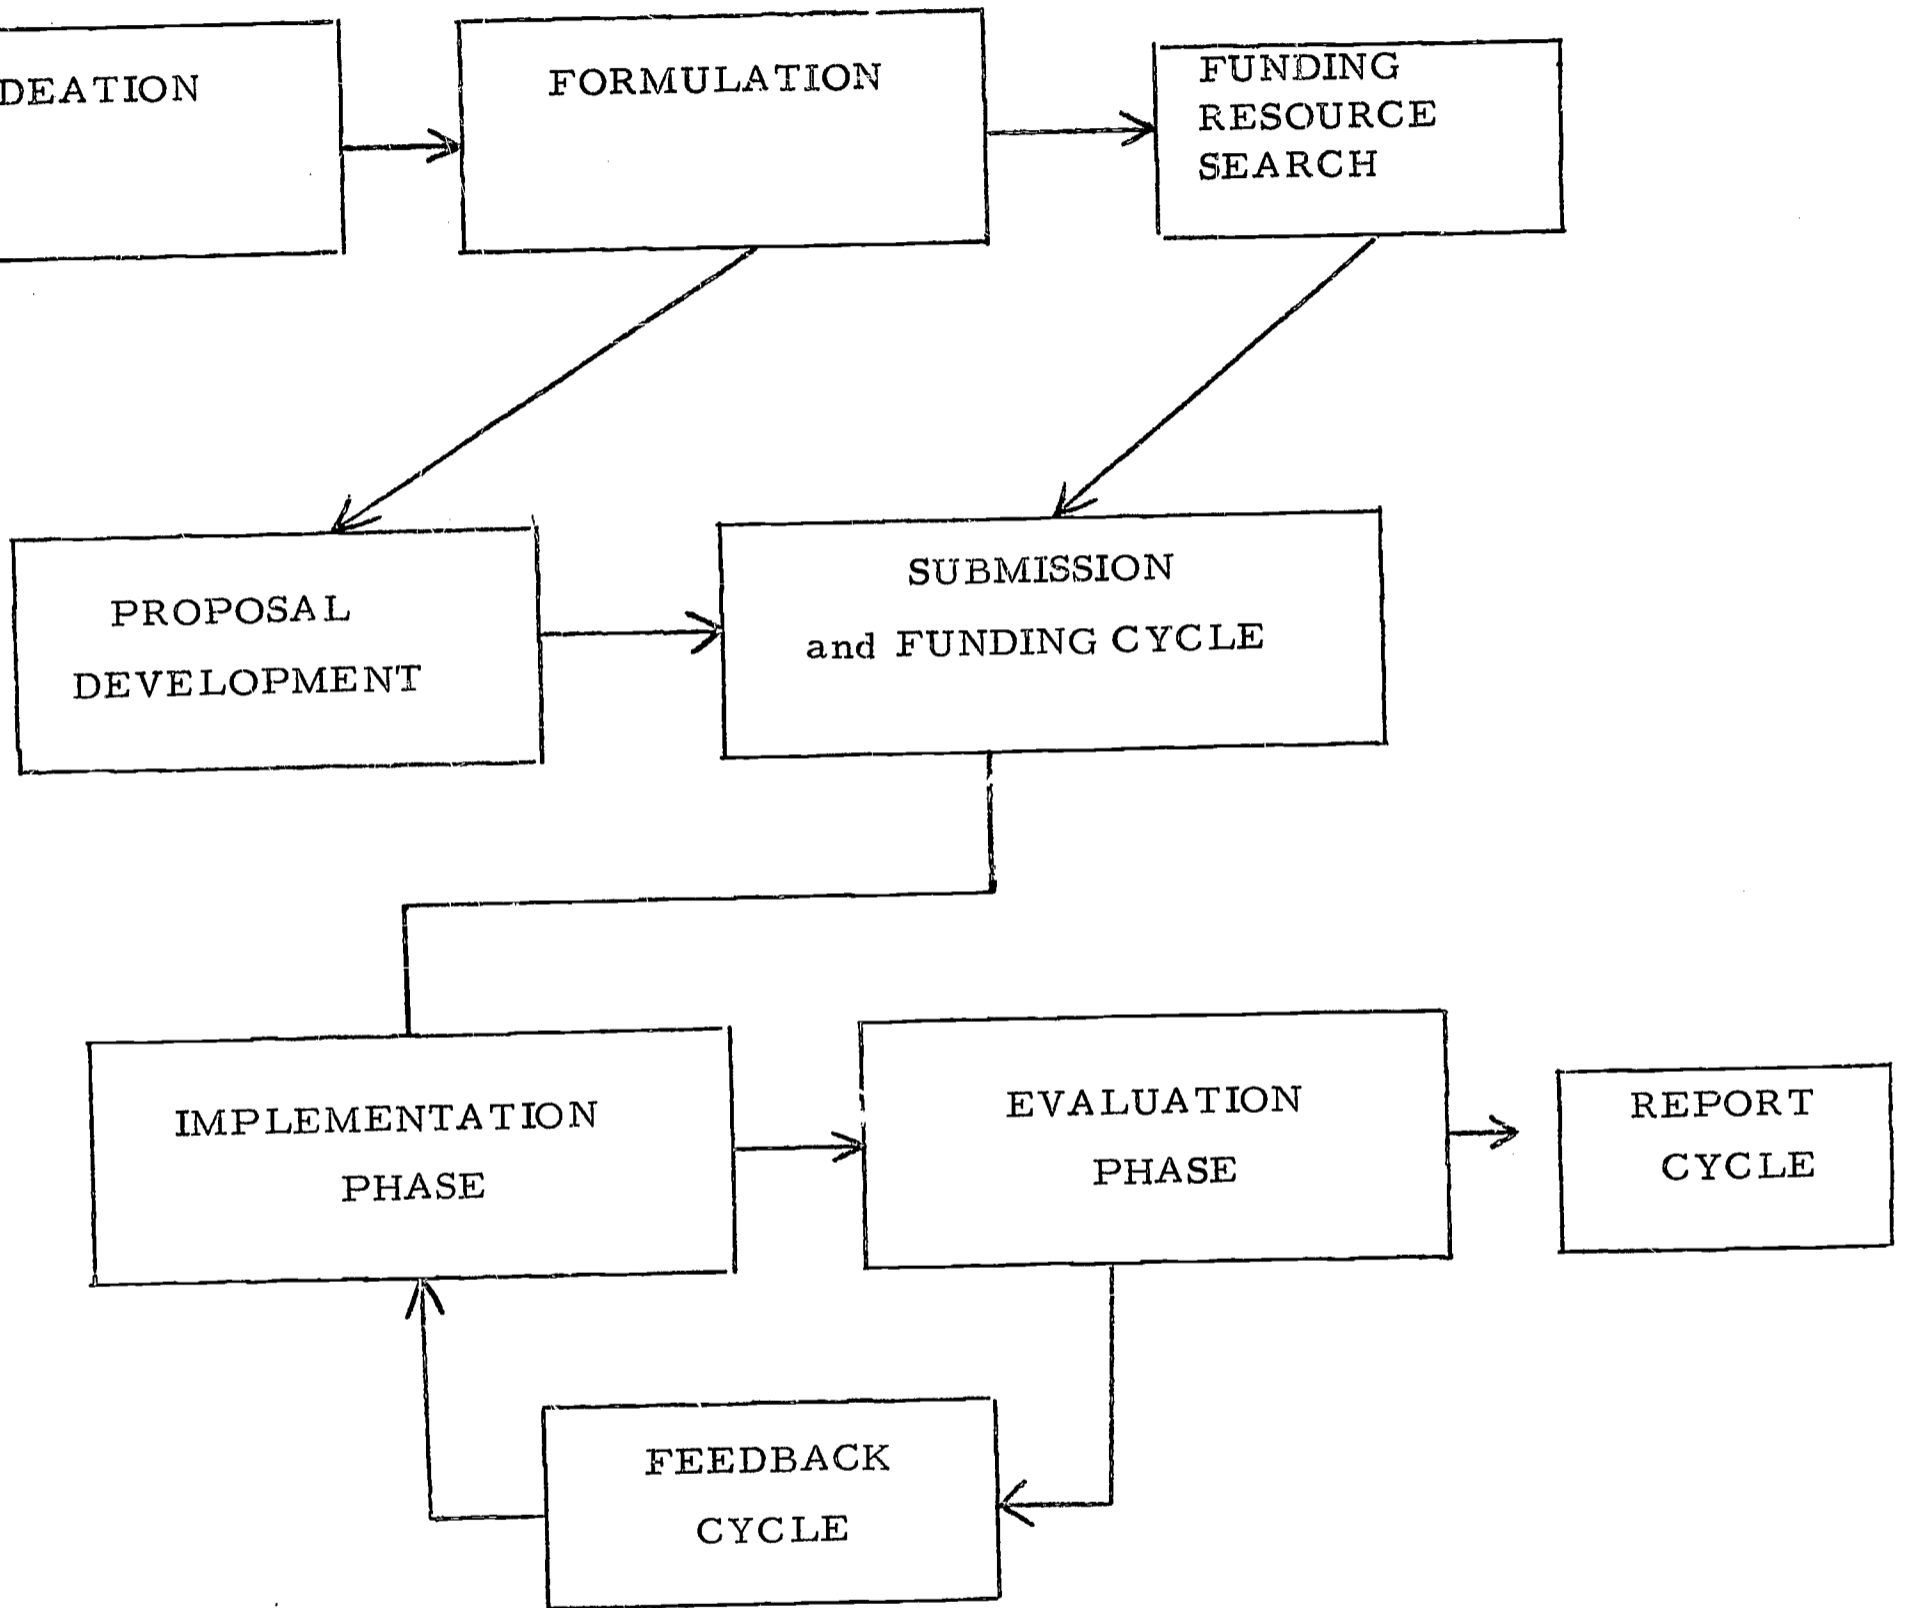 DEATION
FORMULATION
FUNDING
RESOURCE
SEARCH
PROPOSAL
DEVELOPMENT
SUBMISSION
and FUNDING CYCLE
IMPLEMENTATION
PHASE
EVALUATION
PHASE
REPORT
CYCLE
FEEDBACK
CYCLE